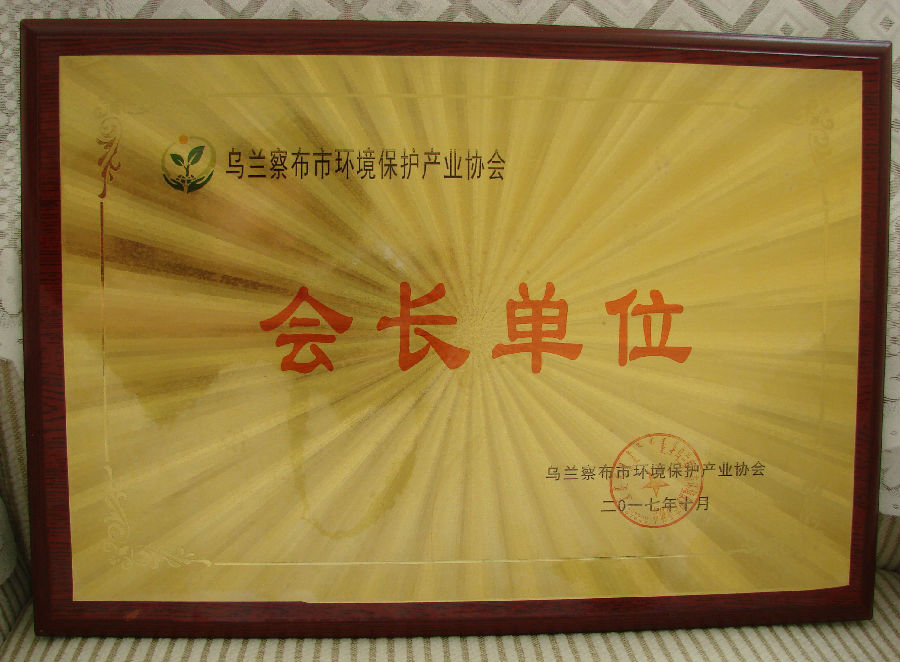 乌兰察布市环境保护产业协会
会长单位
乌兰察布市环境保护产业协会
二0一七年十月